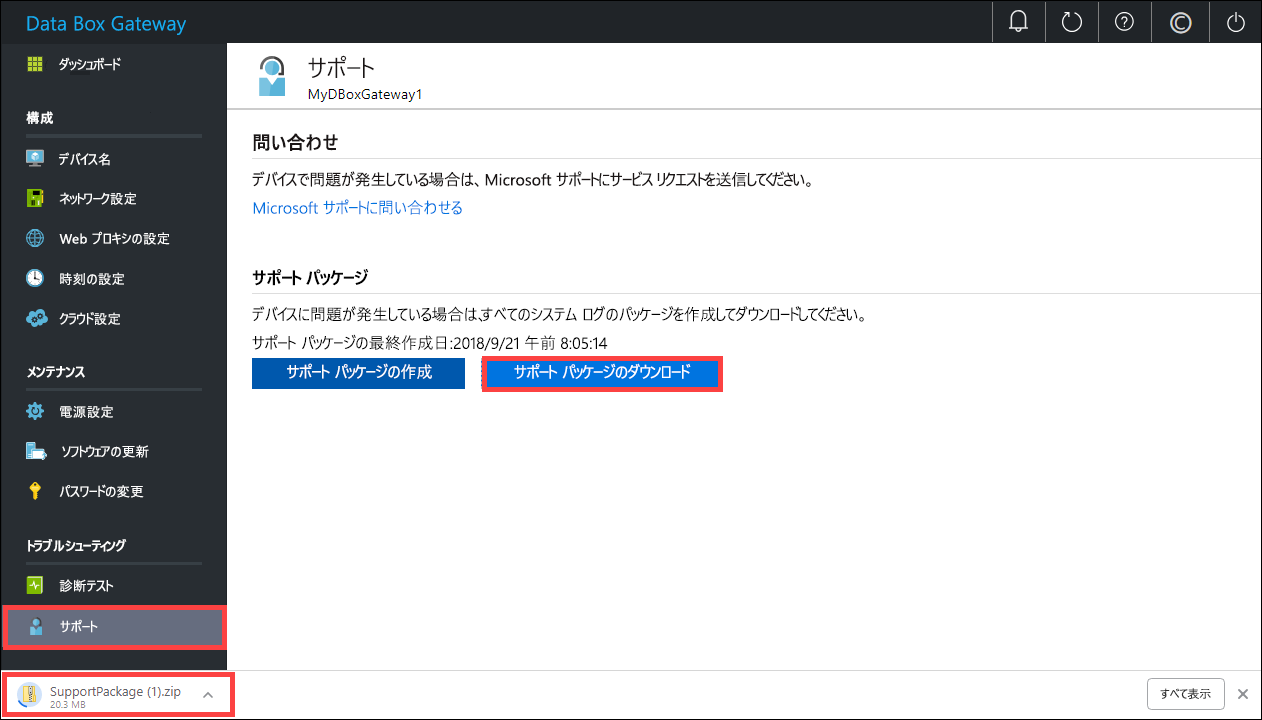 Data Box Gateway
ダッシュボード
構成
デバイス名
ネットワーク設定
Web プロキシの設定
時刻の設定
クラウド設定
メンテナンス
電源設定
ソフトウェアの更新
パスワードの変更
トラブルシューティング
診断テスト
サポート
サポート
MyDBoxGateway1
問い合わせ
デバイスで問題が発生している場合は、Microsoft サポートにサービス リクエストを送信してください。
Microsoft サポートに問い合わせる
サポート パッケージ
デバイスに問題が発生している場合は、すべてのシステム ログのパッケージを作成してダウンロードしてください。
サポート パッケージの最終作成日:2018/9/21 午前 8:05:14
サポート パッケージの作成
サポート パッケージのダウンロード
SupportPackage (1).zip
20.3 MB
すべて表示